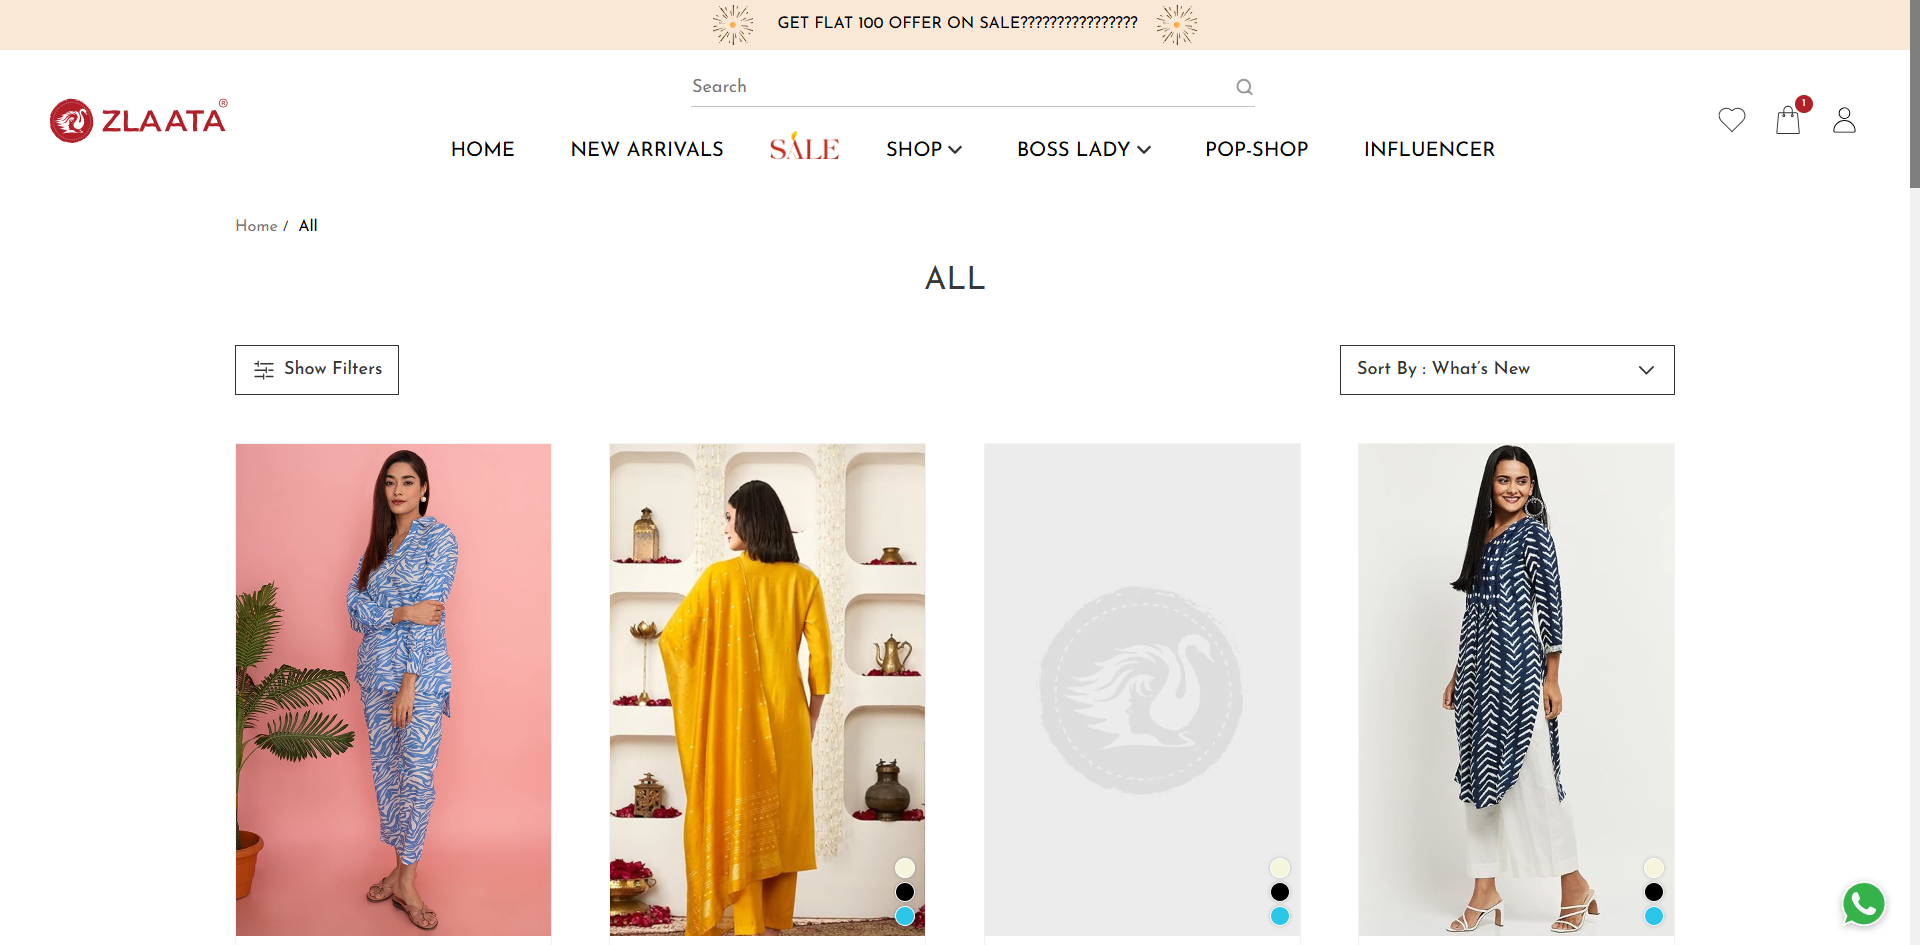 GET FLAT 100 OFFER ON SALE????????????????
Search
ZLAATA®
1
HOME
NEW ARRIVALS
SALE
SHOP
BOSS LADY
POP-SHOP
INFLUENCER
Home / All
ALL
Show Filters
Sort By : What's New